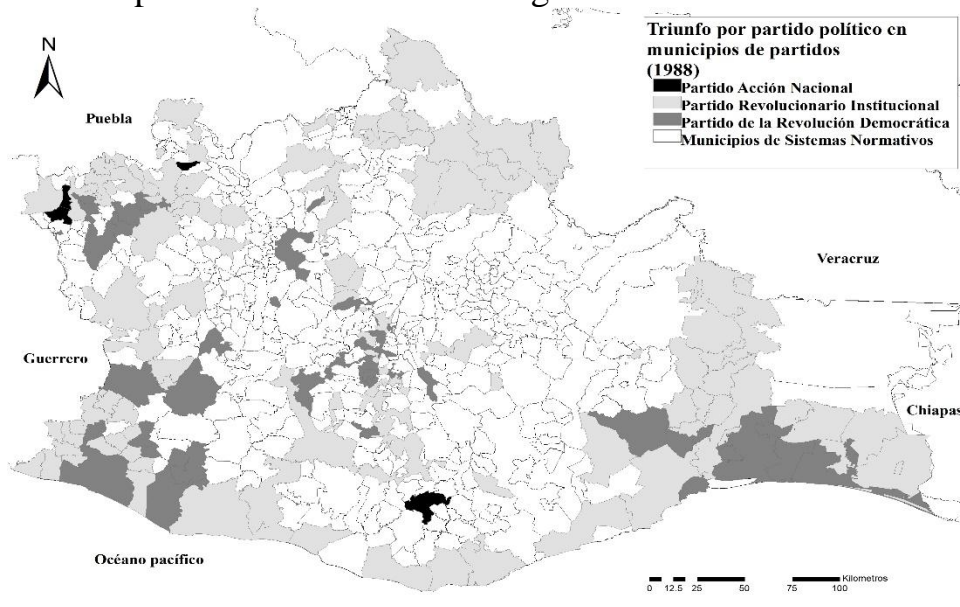 N
Triunfo por partido político en
municipios de partidos
(1988)
Partido Acción Nacional
Partido Revolucionario Institucional
Partido de la Revolución Democrática
Municipios de Sistemas Normativos
Puebla
Veracruz
Guerrero
Chiapas
Océano pacífico
Kilometros
0 12.5 25 50 75 100